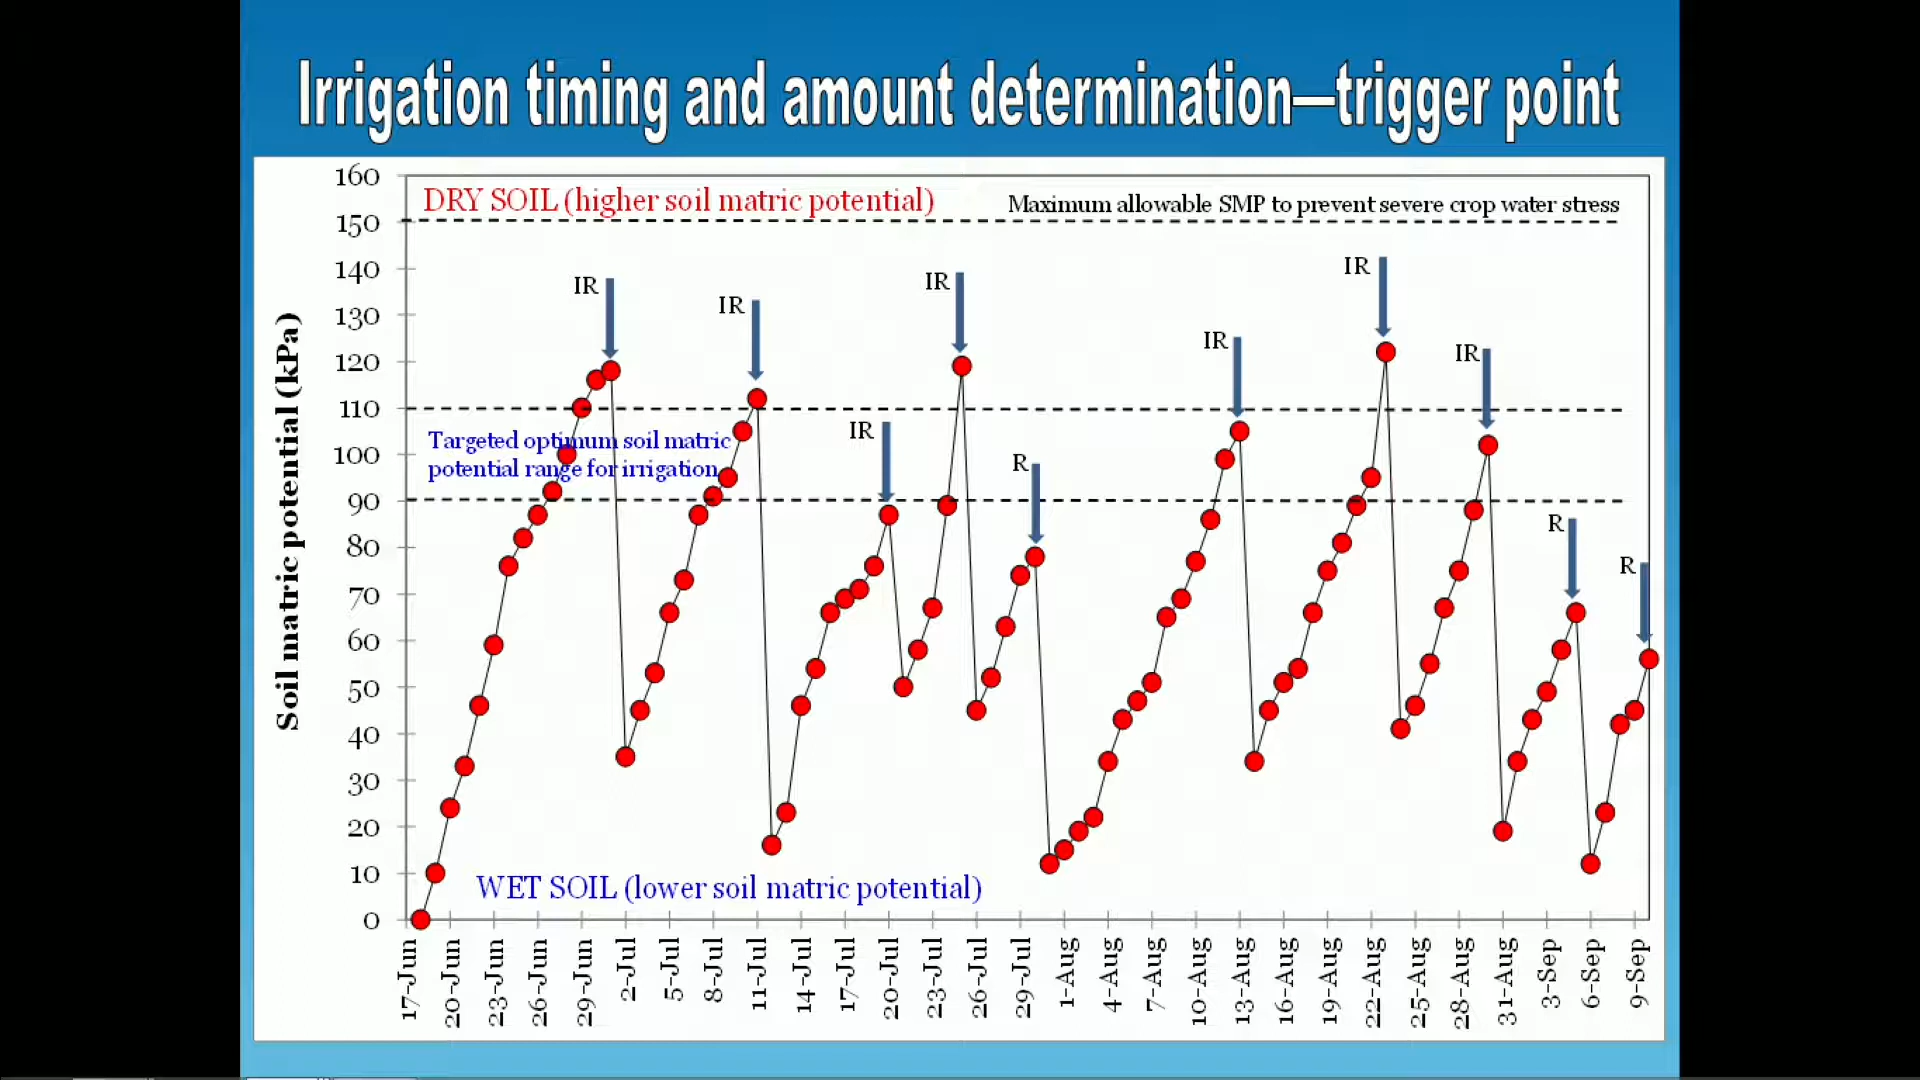 Irrigation timing and amount determination—trigger point
160
150
140
130
120
110
100
90
80
70
60
50
40
30
20
10
0
Soil matric potential (kPa)
DRY SOIL (higher soil matric potential)
Maximum allowable SMP to prevent severe crop water stress
IR
IR
IR
IR
R
IR
IR
IR
R
R
Targeted optimum soil matric
potential range for irrigation
WET SOIL (lower soil matric potential)
17-Jun
20-Jun
23-Jun
26-Jun
29-Jun
2-Jul
5-Jul
8-Jul
11-Jul
14-Jul
17-Jul
20-Jul
23-Jul
26-Jul
29-Jul
1-Aug
4-Aug
7-Aug
10-Aug
13-Aug
16-Aug
19-Aug
22-Aug
25-Aug
28-Aug
31-Aug
3-Sep
6-Sep
9-Sep